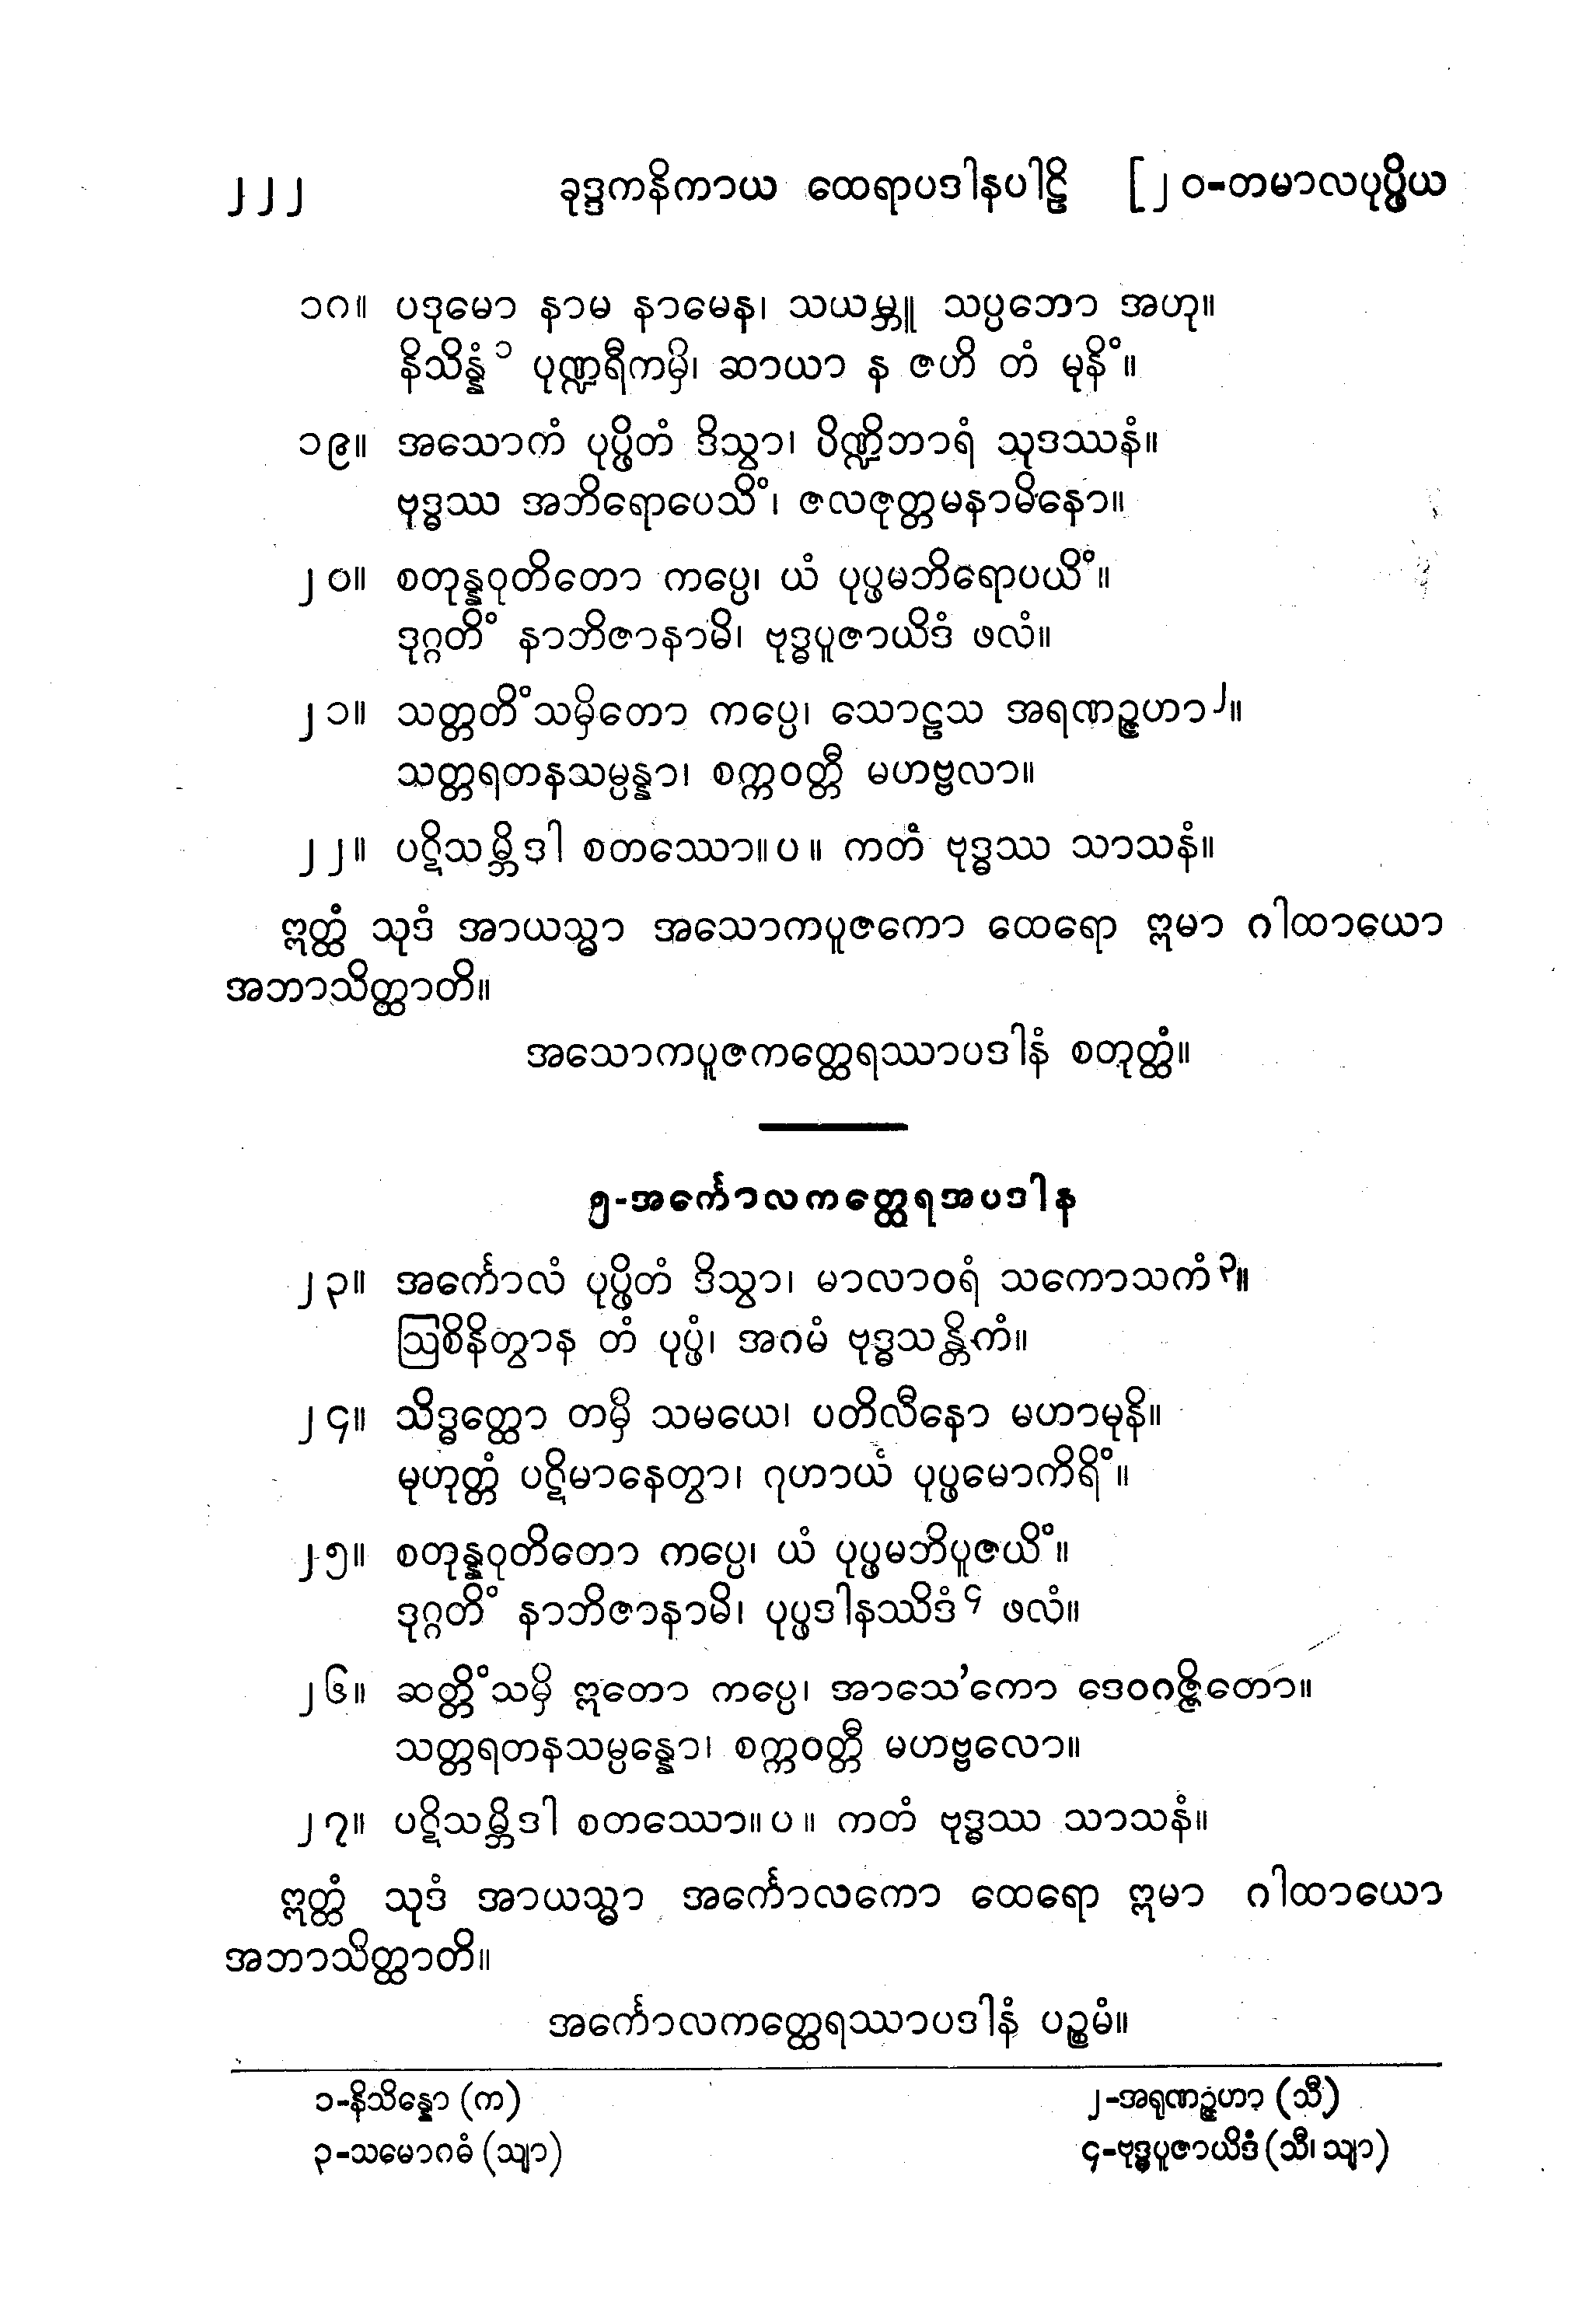 ၂၂၂ ခုဒ္ဒကနိကာယ ထေရာပဒါနပါဠိ [၂၀-တမာလပုပ္ဖိယ
၁၈။ ပဒုမော နာမ နာမေန၊ သယမ္ဘူ သပ္ပဘော အဟု။
နိသိန္နံ၁ ပုဏ္ဍရီကမှိ၊ ဆာယာ န ဇဟိ တံ မုနိံ။
၁၉။ အသောကံ ပုပ္ဖိတံ ဒိသွာ၊ ပိဏ္ဍိဘာရံ သုဒဿနံ။
ဗုဒ္ဓဿ အဘိရောပေသိံ၊ ဇလဇုတ္တမနာမိနော။
၂၀။ စတုန္နဝုတိတော ကပ္ပေ၊ ယံ ပုပ္ဖမဘိရောပယိံ။
ဒုဂ္ဂတိံ နာဘိဇာနာမိ၊ ဗုဒ္ဓပူဇာယိဒံ ဖလံ။
၂၁။ သတ္တတိံသမှိတော ကပ္ပေ၊ သောဠသ အရဏဉ္ဇဟာ၂။
သတ္တရတနသမ္ပန္နာ၊ စက္ကဝတ္တီ မဟဗ္ဗလာ။
၂၂။ ပဋိသမ္ဘိဒါ စတဿော။ပ။ ကတံ ဗုဒ္ဓဿ သာသနံ။
ဣတ္ထံ သုဒံ အာယသ္မာ အသောကပူဇကော ထေရော ဣမာ ဂါထာယော
အဘာသိတ္ထာတိ။
အသောကပူဇကတ္ထေရဿာပဒါနံ စတုတ္ထံ။
၅-အင်္ကောလကတ္ထေရအပဒါန
၂၃။ အင်္ကောလံ ပုပ္ဖိတံ ဒိသွာ၊ မာလာဝရံ သကောသကံ၃။
ဩစိနိတွာန တံ ပုပ္ဖံ၊ အဂမံ ဗုဒ္ဓသန္တိကံ။
၂၄။ သိဒ္ဓတ္ထော တမှိ သမယေ၊ ပတိလီနော မဟာမုနိ။
မုဟုတ္တံ ပဋိမာနေတွာ၊ ဂုဟာယံ ပုပ္ဖမောကိရိံ။
၂၅။ စတုန္နဝုတိတော ကပ္ပေ၊ ယံ ပုပ္ဖမဘိပူဇယိံ။
ဒုဂ္ဂတိံ နာဘိဇာနာမိ၊ ပုပ္ဖဒါနဿိဒံ၄ ဖလံ။
၂၆။ ဆတ္တိံသမှိ ဣတော ကပ္ပေ၊ အာသေ’ကော ဒေဝဂဇ္ဇိတော။
သတ္တရတနသမ္ပန္နော၊ စက္ကဝတ္တီ မဟဗ္ဗလော။
၂၇။ ပဋိသမ္ဘိဒါ စတဿော။ပ။ ကတံ ဗုဒ္ဓဿ သာသနံ။
ဣတ္ထံ သုဒံ အာယသ္မာ အင်္ကောလကော ထေရော ဣမာ ဂါထာယော
အဘာသိတ္ထာတိ။
အင်္ကောလကတ္ထေရဿာပဒါနံ ပဉ္စမံ။
၁-နိသိန္နော (က) ၂-အရုဏဉ္ဇဟာ (သီ)
၃-သမောဂဓံ (သျာ) ၄-ဗုဒ္ဓပူဇာယိဒံ (သီ၊ သျာ)